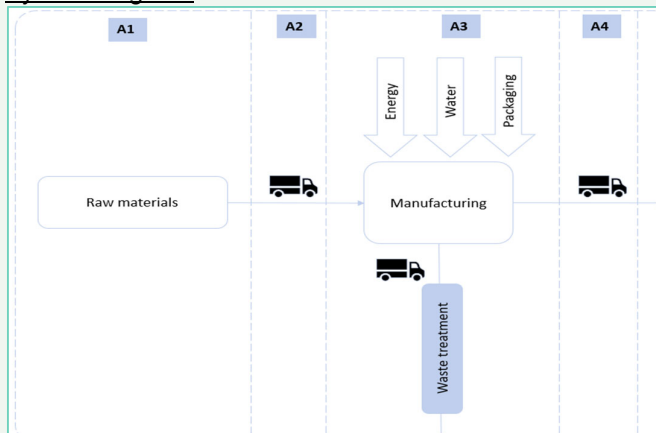 A1
A2
A3
A4
Energy
Water
Packaging
Raw materials
Manufacturing
Waste treatment